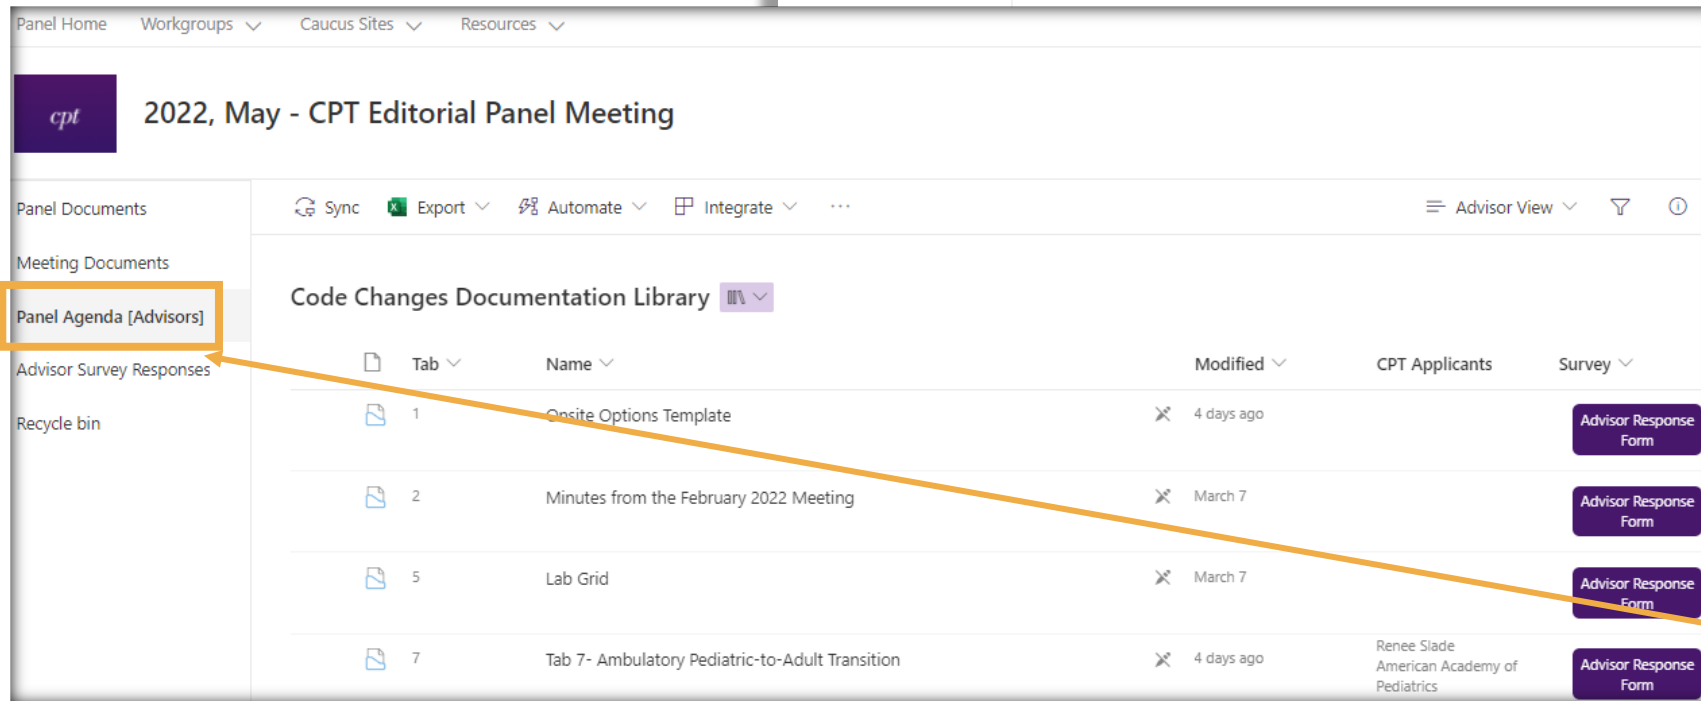 Panel Home Workgroups Caucus Sites Resources
cpt
2022, May - CPT Editorial Panel Meeting
Panel Documents
Meeting Documents
Panel Agenda [Advisors]
Advisor Survey Responses
Recycle bin
Sync Export Automate Integrate ... Advisor View
Code Changes Documentation Library
Tab Name Modified CPT Applicants Survey
1 Onsite Options Template 4 days ago
Advisor Response
Form
2 Minutes from the February 2022 Meeting March 7
Advisor Response
Form
5 Lab Grid March 7
Advisor Response
Form
7 Tab 7- Ambulatory Pediatric-to-Adult Transition 4 days ago
Renee Slade
American Academy of
Pediatrics
Advisor Response
Form